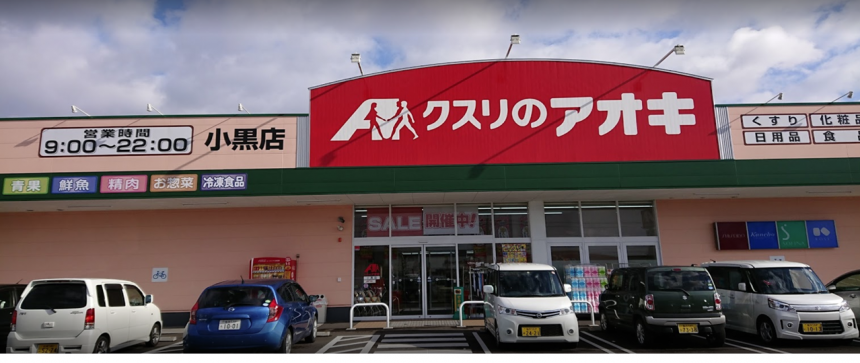 クスリのアオキ
営業時間
9:00〜22:00
小黒店
くすり 化粧品
日用品 食
青果 鮮魚 精肉 お惣菜 冷凍食品
SALE 開催中!